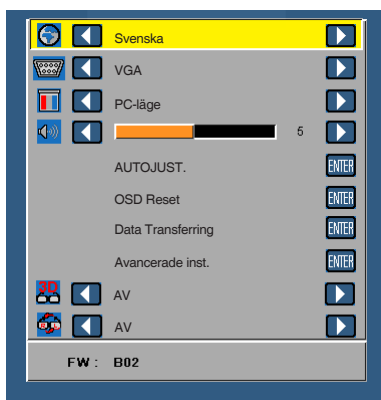 Svenska
VGA
PC-läge
5
AUTOJUST. ENTER
OSD Reset ENTER
Data Transferring ENTER
Avancerade inst. ENTER
3D AV
AV
FW : B02